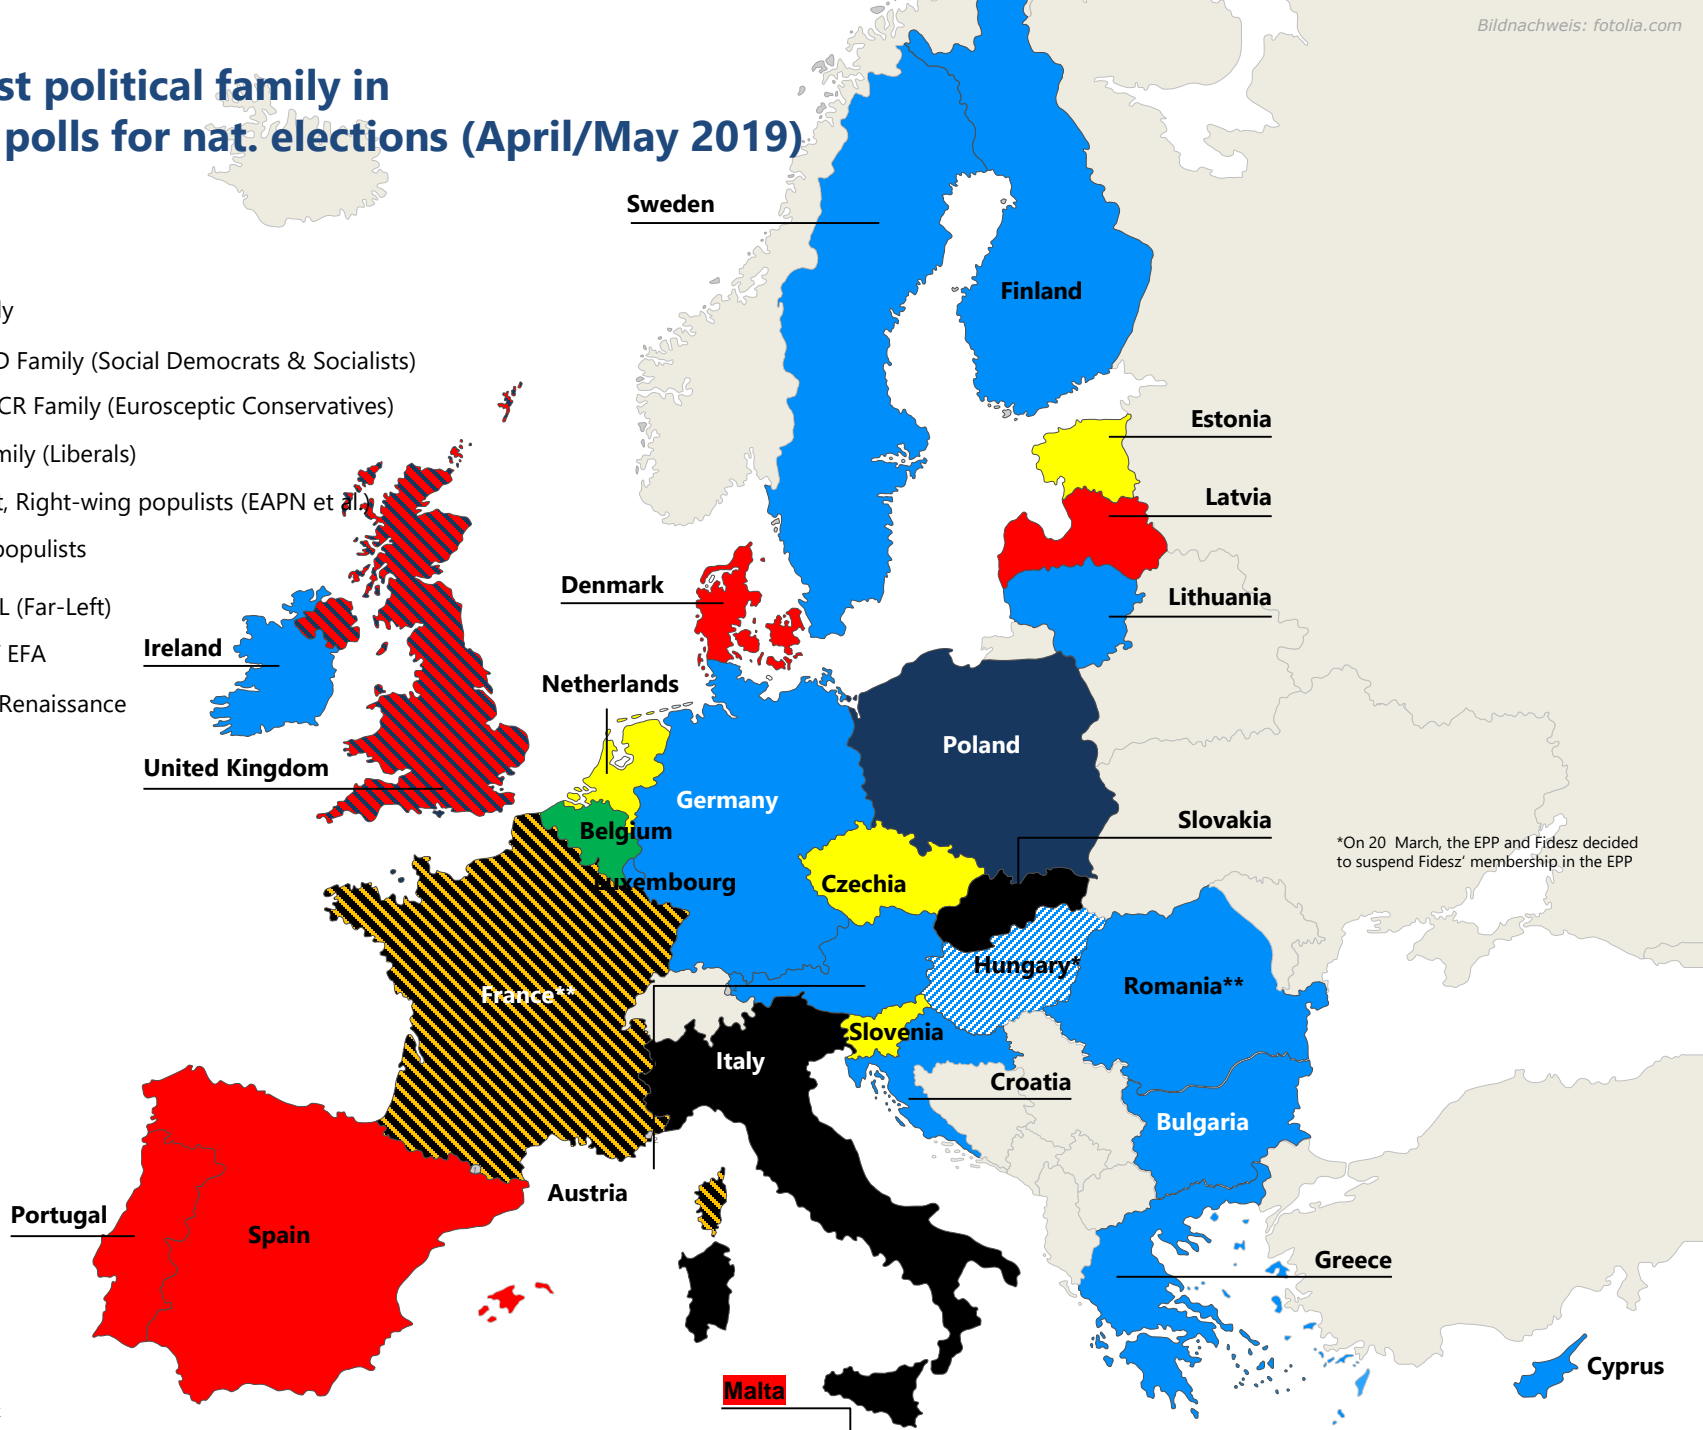 Bildnachweis: fotolia.com
st political family in
polls for nat. elections (April/May 2019)
Sweden
Finland
ly
D Family (Social Democrats & Socialists)
CR Family (Eurosceptic Conservatives)
Estonia
mily (Liberals)
Latvia
t, Right-wing populists (EAPN et al.)
populists
Denmark
Lithuania
L (Far-Left)
Ireland
EFA
Netherlands
Renaissance
Poland
United Kingdom
Germany
Slovakia
Belgium
*On 20 March, the EPP and Fidesz decided
to suspend Fidesz‘ membership in the EPP
Luxembourg
Czechia
Hungary*
Romania**
France**
Slovenia
Italy
Croatia
Bulgaria
Austria
Portugal
Spain
Greece
Cyprus
Malta